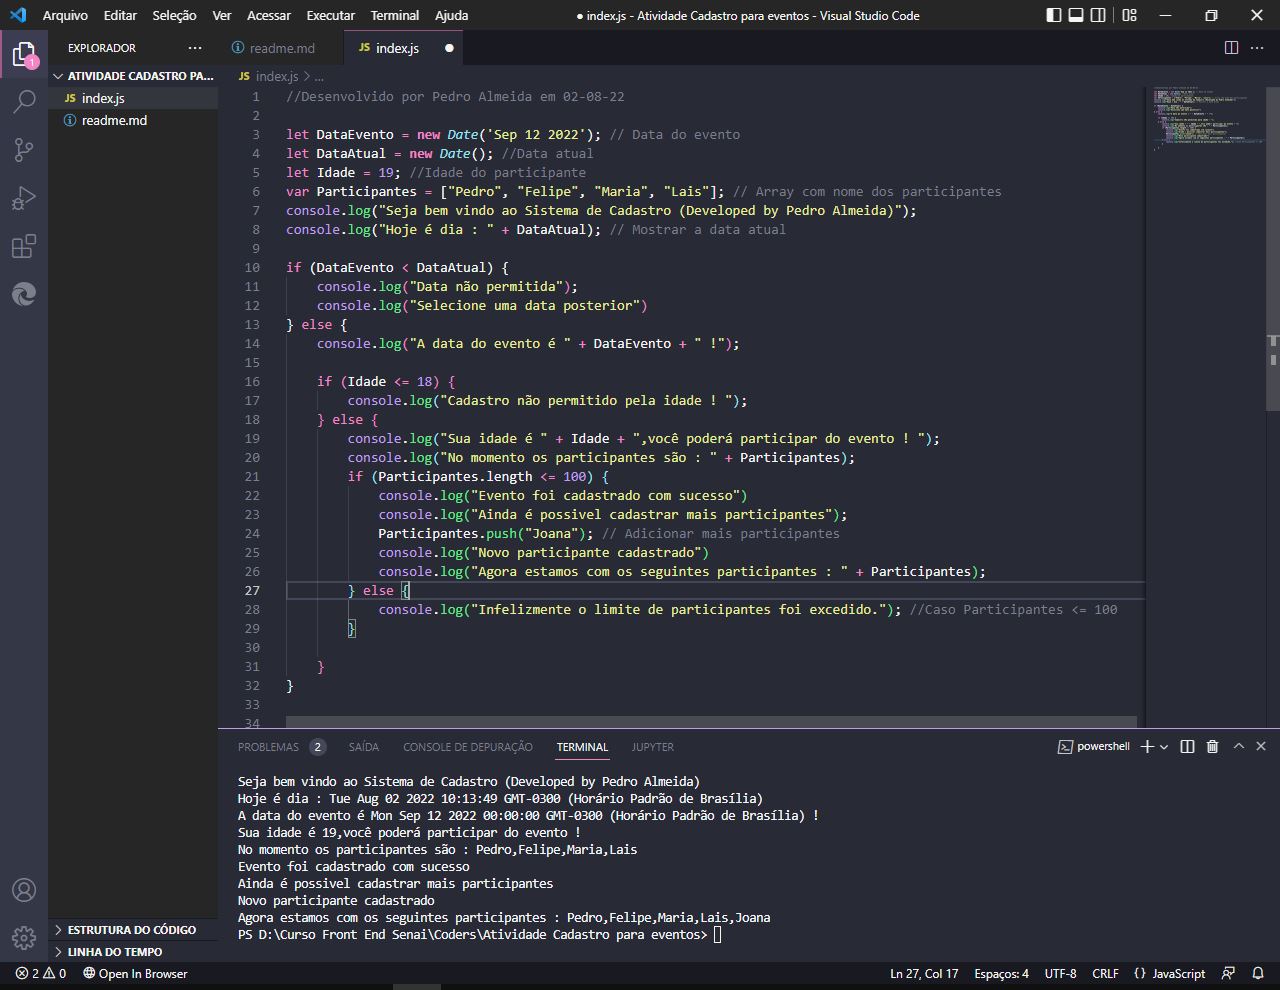 Arquivo Editar Seleção Ver Acessar Executar Terminal Ajuda
● index.js - Atividade Cadastro para eventos - Visual Studio Code
EXPLORADOR ···
readme.md
JS index.js ●
ATIVIDADE CADASTRO PA...
JS index.js
readme.md
1
JS index.js > ...
1 //Desenvolvido por Pedro Almeida em 02-08-22
2
3 let DataEvento = new Date('Sep 12 2022'); // Data do evento
4 let DataAtual = new Date(); //Data atual
5 let Idade = 19; //Idade do participante
6 var Participantes = ["Pedro", "Felipe", "Maria", "Lais"]; // Array com nome dos participantes
7 console.log("Seja bem vindo ao Sistema de Cadastro (Developed by Pedro Almeida)");
8 console.log("Hoje é dia : " + DataAtual); // Mostrar a data atual
9
10 if (DataEvento < DataAtual) {
11     console.log("Data não permitida");
12     console.log("Selecione uma data posterior")
13 } else {
14     console.log("A data do evento é " + DataEvento + " !");
15
16     if (Idade <= 18) {
17         console.log("Cadastro não permitido pela idade ! ");
18     } else {
19         console.log("Sua idade é " + Idade + ",você poderá participar do evento ! ");
20         console.log("No momento os participantes são : " + Participantes);
21         if (Participantes.length <= 100) {
22             console.log("Evento foi cadastrado com sucesso")
23             console.log("Ainda é possivel cadastrar mais participantes");
24             Participantes.push("Joana"); // Adicionar mais participantes
25             console.log("Novo participante cadastrado")
26             console.log("Agora estamos com os seguintes participantes : " + Participantes);
27         } else {
28             console.log("Infelizmente o limite de participantes foi excedido."); //Caso Participantes <= 100
29         }
30
31     }
32 }
33
34
PROBLEMAS 2 SAÍDA CONSOLE DE DEPURAÇÃO TERMINAL JUPYTER
powershell
Seja bem vindo ao Sistema de Cadastro (Developed by Pedro Almeida)
Hoje é dia : Tue Aug 02 2022 10:13:49 GMT-0300 (Horário Padrão de Brasília)
A data do evento é Mon Sep 12 2022 00:00:00 GMT-0300 (Horário Padrão de Brasília) !
Sua idade é 19,você poderá participar do evento !
No momento os participantes são : Pedro,Felipe,Maria,Lais
Evento foi cadastrado com sucesso
Ainda é possivel cadastrar mais participantes
Novo participante cadastrado
Agora estamos com os seguintes participantes : Pedro,Felipe,Maria,Lais,Joana
PS D:\Curso Front End Senai\Coders\Atividade Cadastro para eventos>
ESTRUTURA DO CÓDIGO
LINHA DO TEMPO
2 0 Open In Browser
Ln 27, Col 17 Espaços: 4 UTF-8 CRLF {} JavaScript